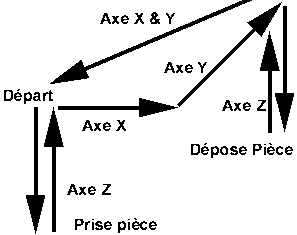 Axe X & Y
Axe Y
Départ
Axe X
Axe Z
Dépose Pièce
Axe Z
Prise pièce